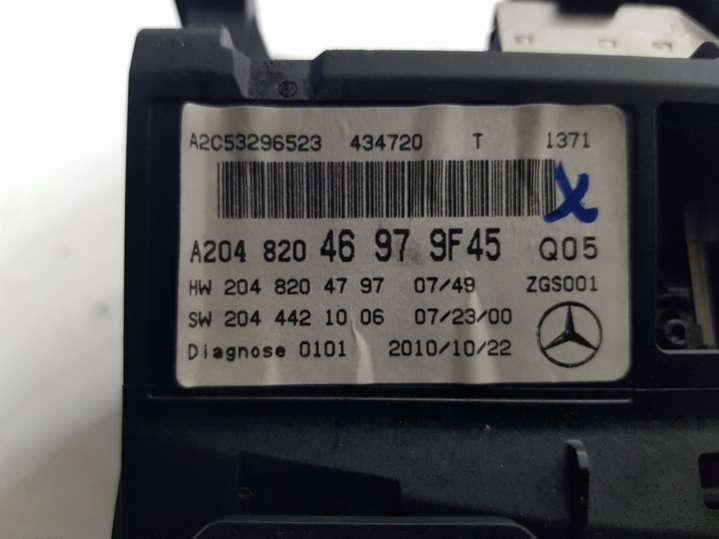 A2C53296523 434720 T 1371
X
A204 820 46 97 9F45 Q05
HW 204 820 47 97 07/49 ZGS001
SW 204 442 10 06 07/23/00
Diagnose 0101 2010/10/22